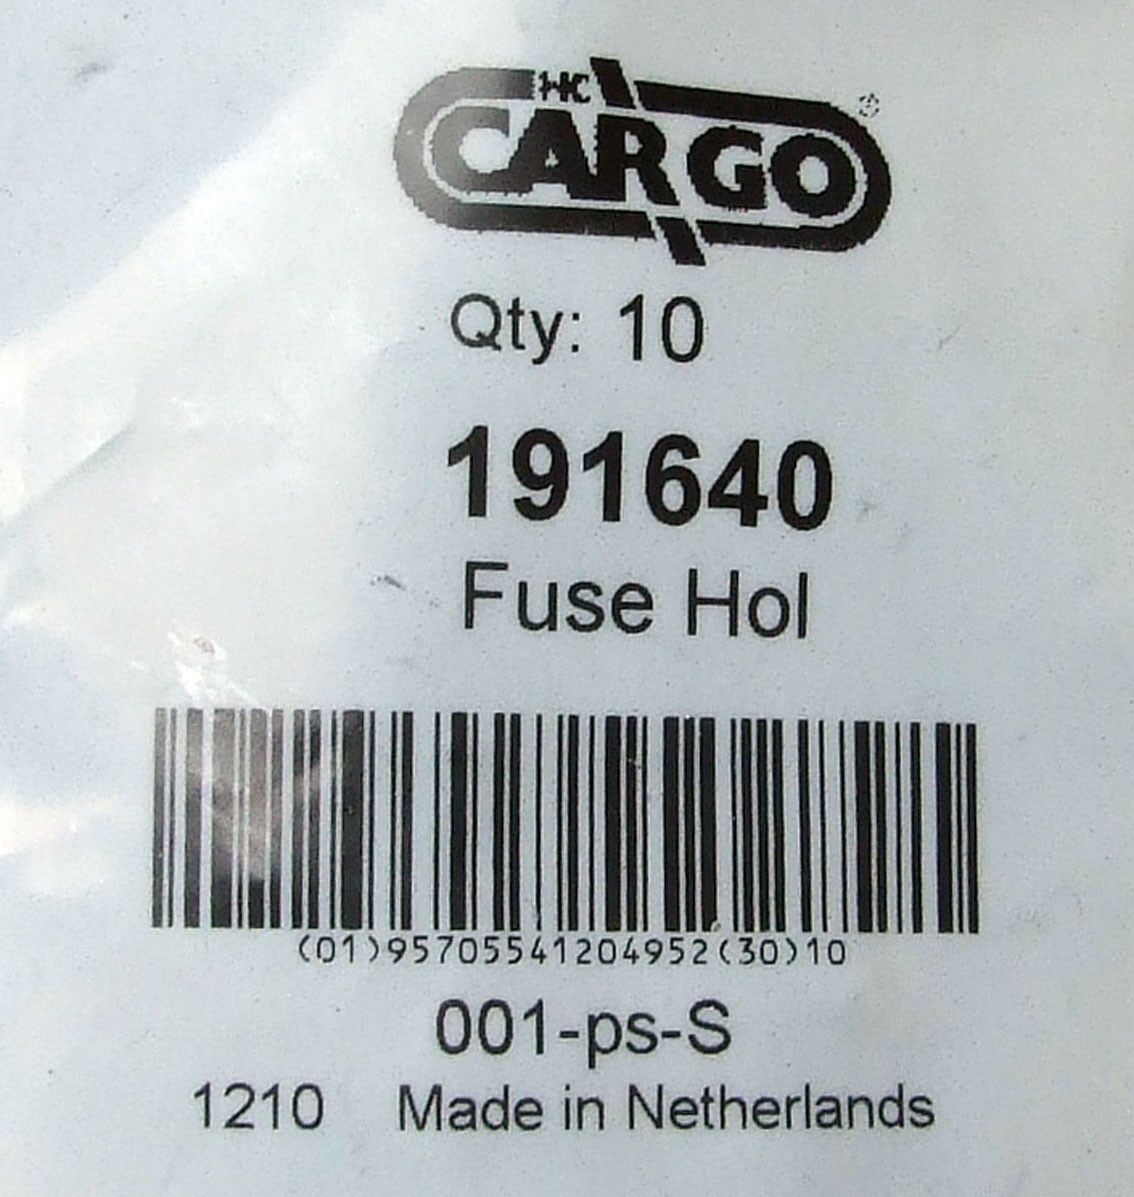 HC
CARGO®
Qty: 10
191640
Fuse Hol
(01)95705541204952(30)10
001-ps-S
1210 Made in Netherlands